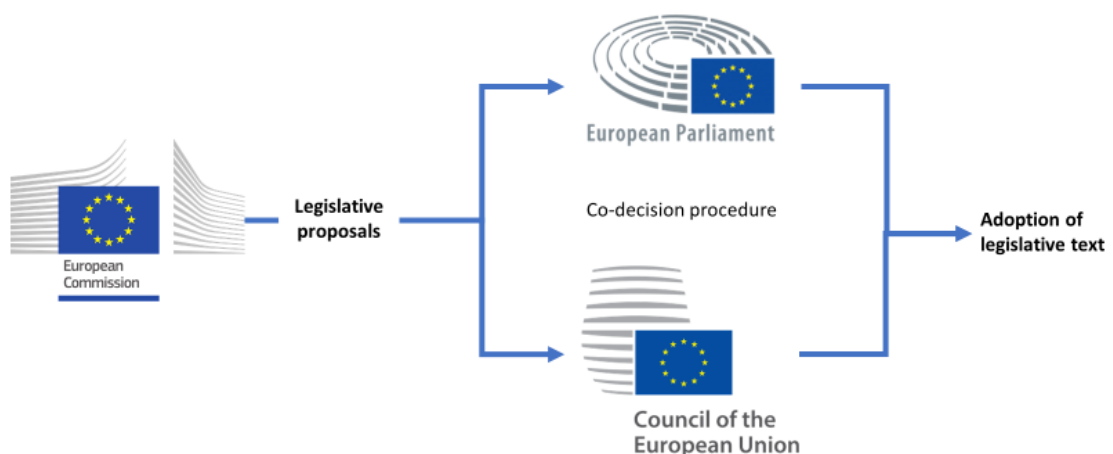 European
Commission
Legislative
proposals
European Parliament
Co-decision procedure
Council of the
European Union
Adoption of
legislative text